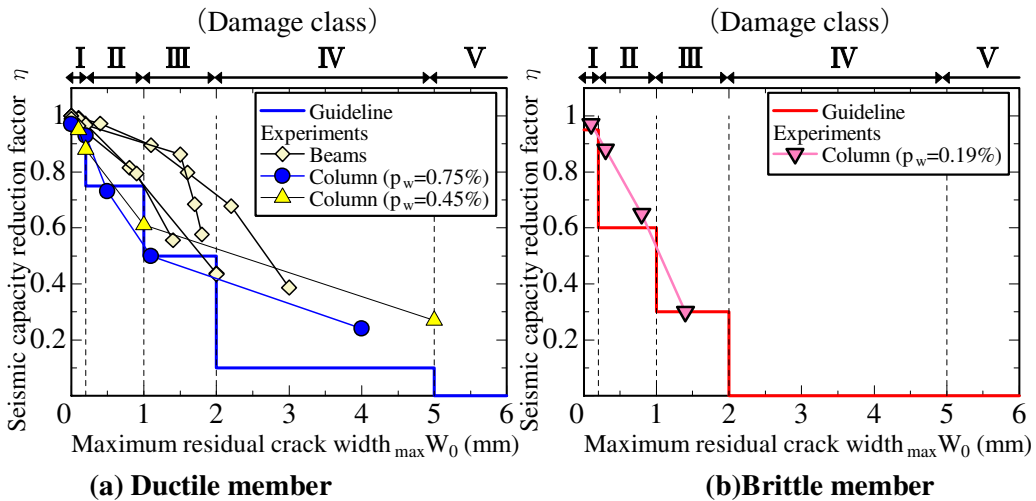 (Damage class)
I II III IV V
Seismic capacity reduction factor η
1
0.8
0.6
0.4
0.2
0 1 2 3 4 5 6
Guideline
Experiments
Beams
Column (p_w=0.75%)
Column (p_w=0.45%)
Maximum residual crack width maxW0 (mm)
(a) Ductile member
(Damage class)
I II III IV V
Seismic capacity reduction factor η
1
0.8
0.6
0.4
0.2
0 1 2 3 4 5 6
Guideline
Experiments
Column (p_w=0.19%)
Maximum residual crack width maxW0 (mm)
(b)Brittle member